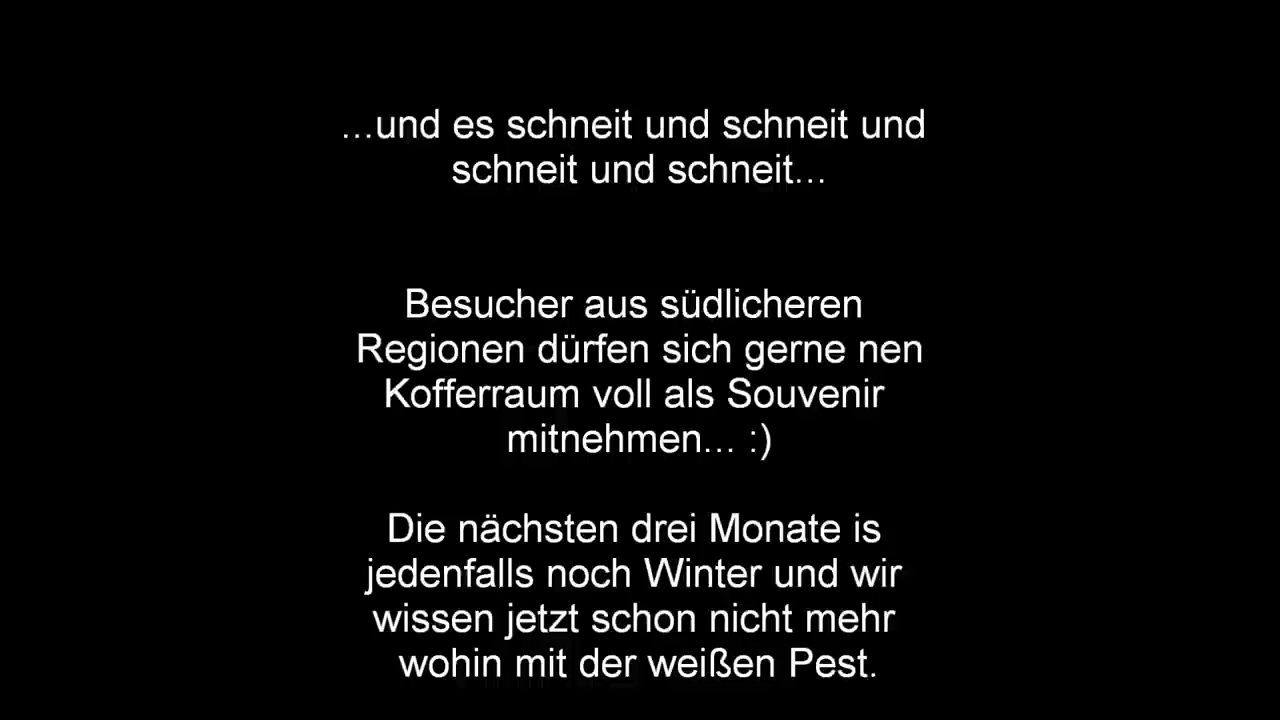 ...und es schneit und schneit und
schneit und schneit...
Besucher aus südlicheren
Regionen dürfen sich gerne nen
Kofferraum voll als Souvenir
mitnehmen... :)
Die nächsten drei Monate is
jedenfalls noch Winter und wir
wissen jetzt schon nicht mehr
wohin mit der weißen Pest.